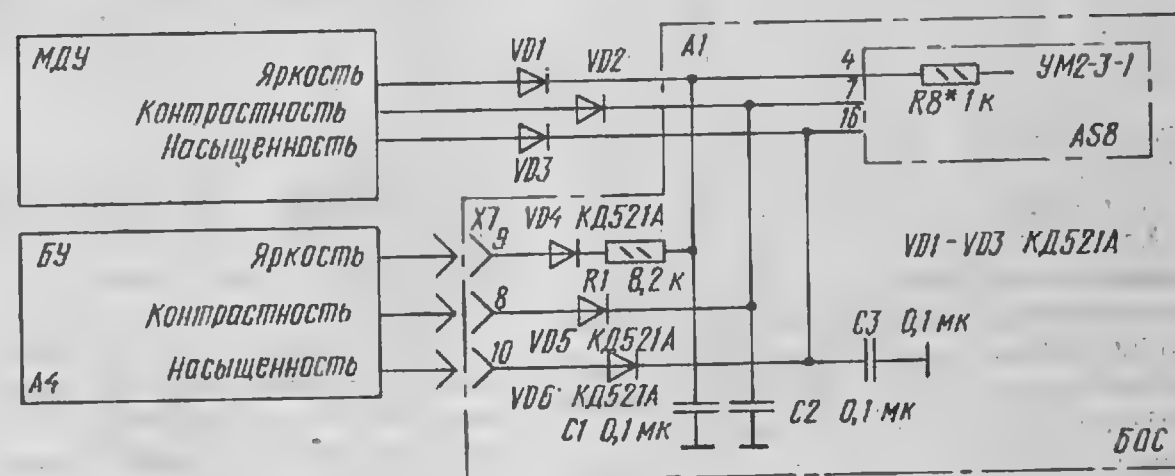 МДУ
Яркость
Контрастность
Насыщенность
VD1
VD2
VD3
A1
4
7
16
УМ2-3-1
R8* 1 к
AS8
БУ
Яркость
Контрастность
Насыщенность
A4
X7
9
8
10
VD4 КД521А
R1 8,2 к
VD5 КД521А
VD6 КД521А
C1 0,1 мк
C2 0,1 мк
C3 0,1 мк
VD1-VD3 КД521А
БОС